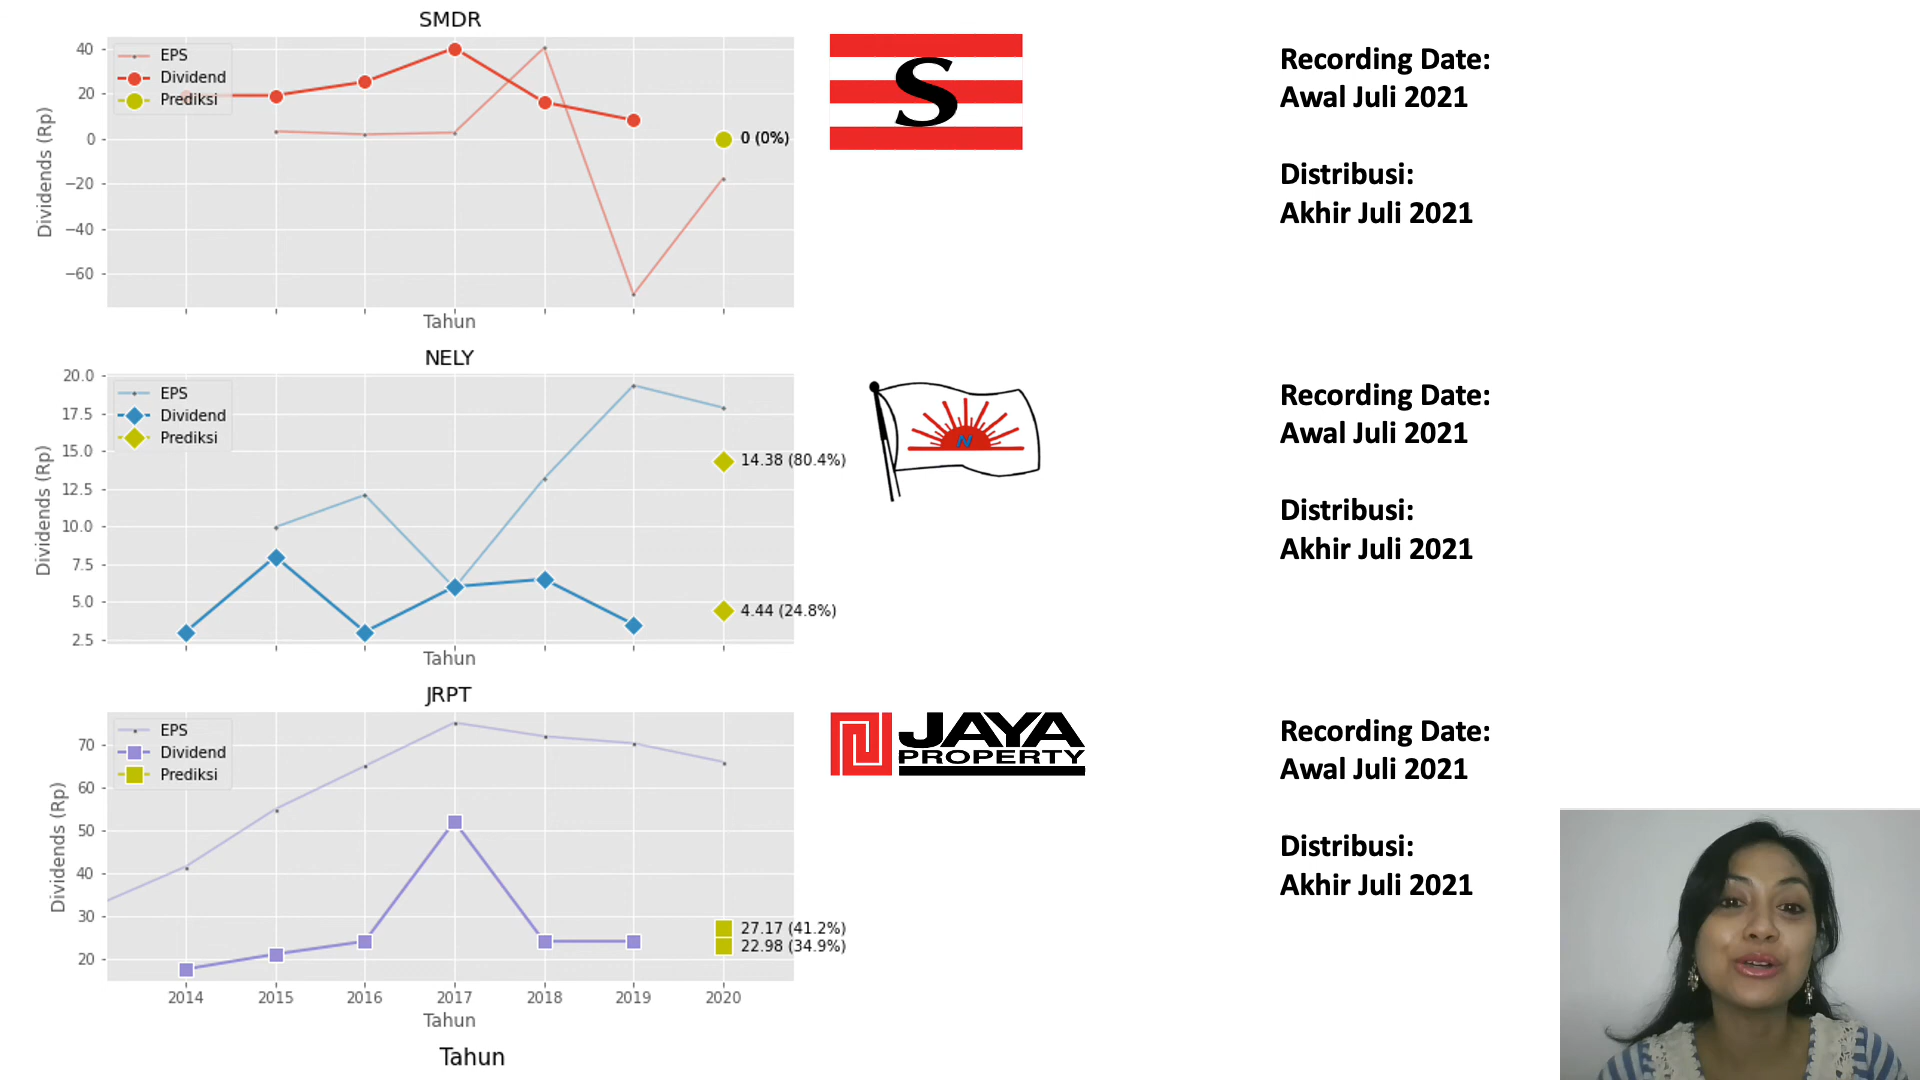 SMDR
EPS
Dividend
Prediksi
40
20
0
−20
−40
−60
Dividends (Rp)
0 (0%)
Tahun
S
Recording Date:
Awal Juli 2021
Distribusi:
Akhir Juli 2021
NELY
EPS
Dividend
Prediksi
20.0
17.5
15.0
12.5
10.0
7.5
5.0
2.5
Dividends (Rp)
14.38 (80.4%)
4.44 (24.8%)
Tahun
N
Recording Date:
Awal Juli 2021
Distribusi:
Akhir Juli 2021
JRPT
EPS
Dividend
Prediksi
70
60
50
40
30
20
Dividends (Rp)
27.17 (41.2%)
22.98 (34.9%)
2014 2015 2016 2017 2018 2019 2020
Tahun
Tahun
JAYA
PROPERTY
Recording Date:
Awal Juli 2021
Distribusi:
Akhir Juli 2021